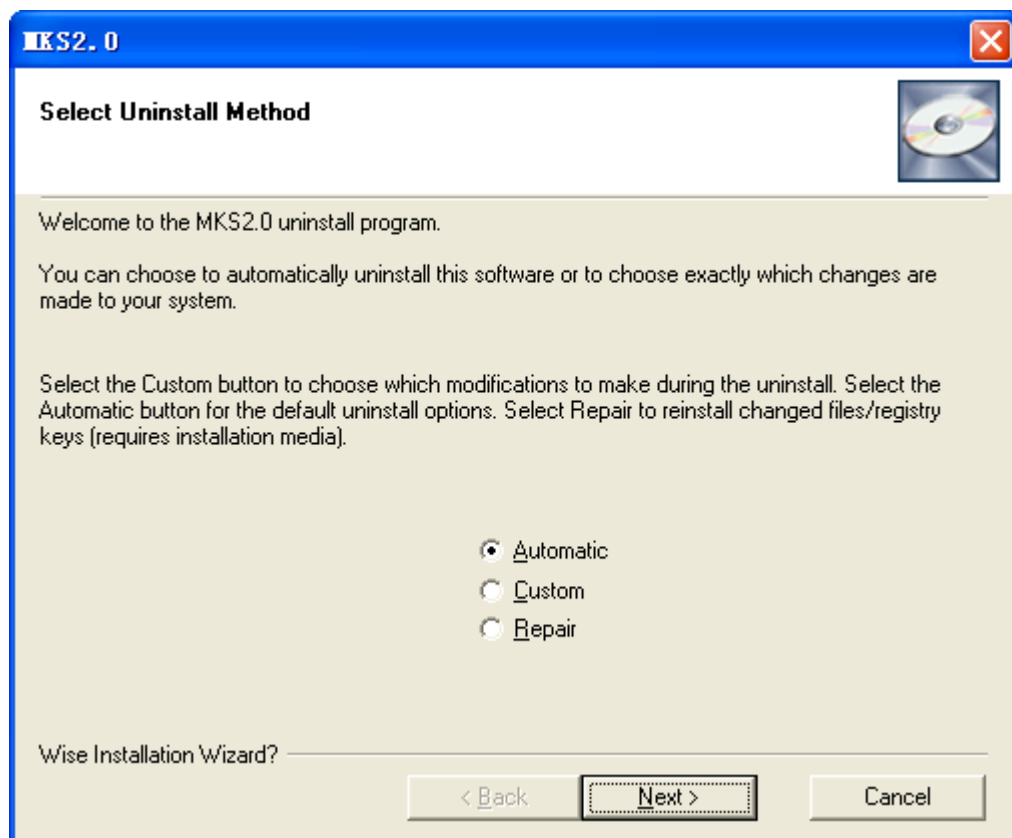 MKS2.0
Select Uninstall Method
Welcome to the MKS2.0 uninstall program.
You can choose to automatically uninstall this software or to choose exactly which changes are
made to your system.
Select the Custom button to choose which modifications to make during the uninstall. Select the
Automatic button for the default uninstall options. Select Repair to reinstall changed files/registry
keys (requires installation media).
Automatic
Custom
Repair
Wise Installation Wizard?
< Back
Next >
Cancel